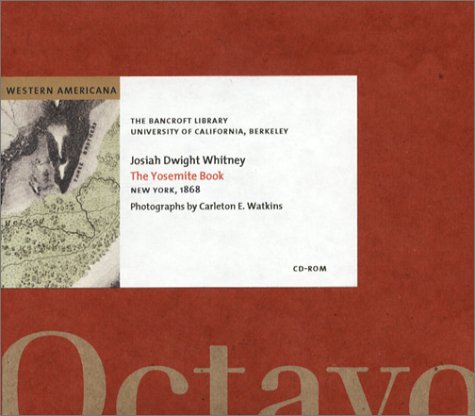 WESTERN AMERICANA
THE BANCROFT LIBRARY
UNIVERSITY OF CALIFORNIA, BERKELEY
Josiah Dwight Whitney
The Yosemite Book
NEW YORK, 1868
Photographs by Carleton E. Watkins
CD-ROM
Octavo